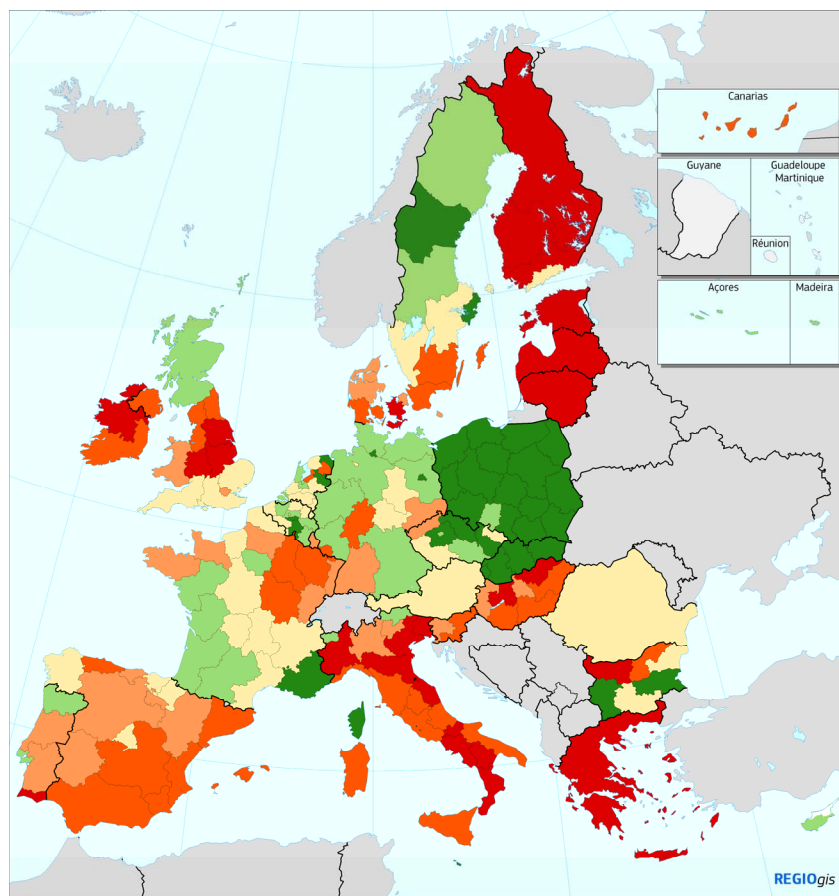 Canarias
Guyane
Guadeloupe
Martinique
Réunion
Açores
Madeira
REGIOgis